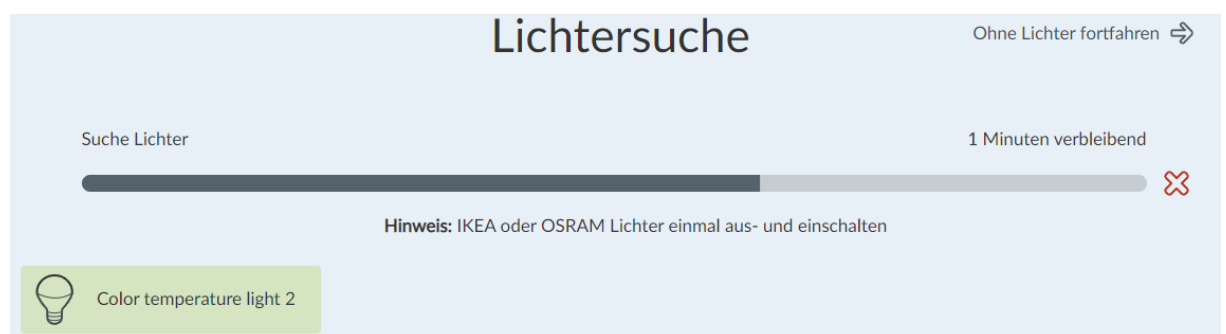 Lichtersuche
Ohne Lichter fortfahren
Suche Lichter
1 Minuten verbleibend
Hinweis: IKEA oder OSRAM Lichter einmal aus- und einschalten
Color temperature light 2